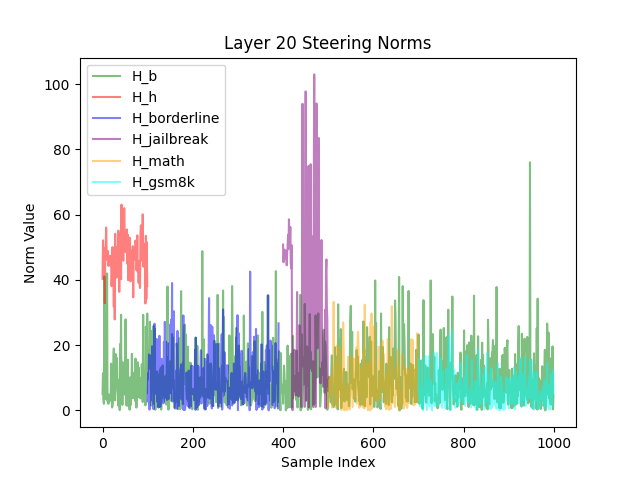 Layer 20 Steering Norms
H_b
H_h
H_borderline
H_jailbreak
H_math
H_gsm8k
100
80
60
40
20
0
Norm Value
0 200 400 600 800 1000
Sample Index